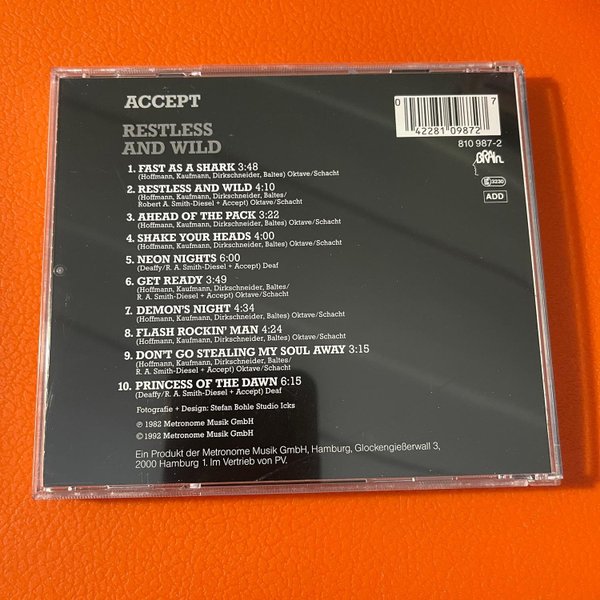 ACCEPT
RESTLESS
AND WILD
0 42281 09872 7
810 987-2
BRAIN
3230
ADD
1. FAST AS A SHARK 3:48
(Hoffmann, Kaufmann, Dirkschneider, Baltes) Oktave/Schacht
2. RESTLESS AND WILD 4:10
(Hoffmann, Kaufmann, Dirkschneider, Baltes/
Robert A. Smith-Diesel + Accept) Oktave/Schacht
3. AHEAD OF THE PACK 3:22
(Hoffmann, Kaufmann, Dirkschneider, Baltes) Oktave/Schacht
4. SHAKE YOUR HEADS 4:00
(Hoffmann, Kaufmann, Dirkschneider, Baltes) Oktave/Schacht
5. NEON NIGHTS 6:00
(Deaffy/R. A. Smith-Diesel + Accept) Deaf
6. GET READY 3:49
(Hoffmann, Kaufmann, Dirkschneider, Baltes/
R. A. Smith-Diesel + Accept) Oktave/Schacht
7. DEMON'S NIGHT 4:34
(Hoffmann, Kaufmann, Dirkschneider, Baltes) Oktave/Schacht
8. FLASH ROCKIN' MAN 4:24
(Hoffmann, Kaufmann, Dirkschneider, Baltes) Oktave/Schacht
9. DON'T GO STEALING MY SOUL AWAY 3:15
(Hoffmann, Kaufmann, Dirkschneider, Baltes/
R. A. Smith-Diesel + Accept) Oktave/Schacht
10. PRINCESS OF THE DAWN 6:15
(Deaffy/R. A. Smith-Diesel + Accept) Deaf
Fotografie + Design: Stefan Bohle Studio Icks
℗ 1982 Metronome Musik GmbH
© 1992 Metronome Musik GmbH
Ein Produkt der Metronome Musik GmbH, Hamburg, Glockengießerwall 3,
2000 Hamburg 1. Im Vertrieb von PV.